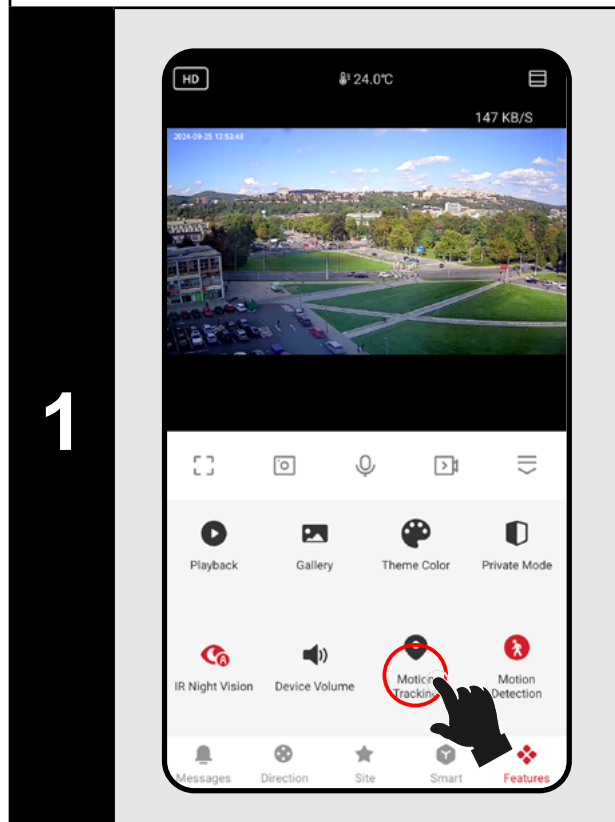 1
HD
24.0℃
147 KB/S
2024-09-25 13:53:48
Playback
Gallery
Theme Color
Private Mode
IR Night Vision
Device Volume
Motion
Tracking
Motion
Detection
Messages
Direction
Site
Smart
Features